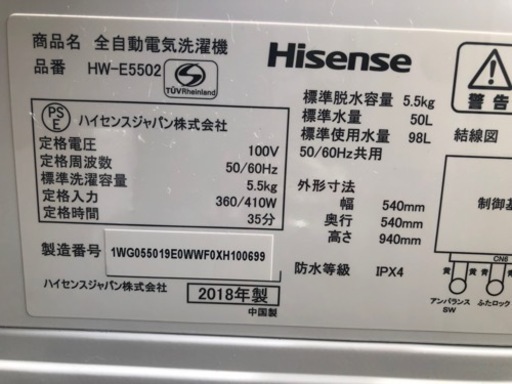 商品名 全自動電気洗濯機
品番 HW-E5502
TÜVRheinland
PSE
ハイセンスジャパン株式会社
定格電圧 100V
定格周波数 50/60Hz
標準洗濯容量 5.5kg
定格入力 360/410W
定格時間 35分
製造番号 1WG055019E0WWF0XH100699
ハイセンスジャパン株式会社 2018年製
中国製
Hisense
標準脱水容量 5.5kg
標準水量 50L
標準使用水量 98L
50/60Hz共用
外形寸法
幅 540mm
奥行 540mm
高さ 940mm
防水等級 IPX4
警告
結線図
制御基
CN6
黄 黄 黄 黄
アンバランスSW
ふたロック